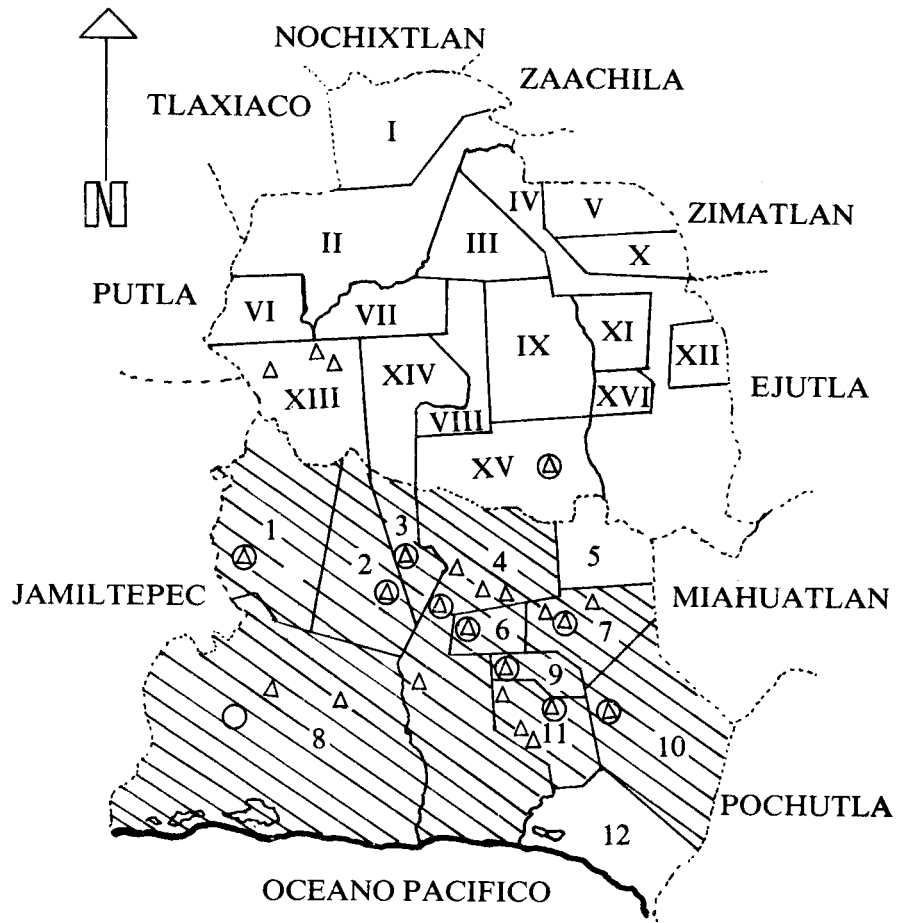 NOCHIXTLAN
ZAACHILA
TLAXIACO
I
N
IV
V
ZIMATLAN
II
III
X
PUTLA
VI
VII
IX
XI
XII
XIII
XIV
XVI
EJUTLA
VIII
XV
1
3
2
4
5
JAMILTEPEC
MIAHUATLAN
6
7
9
8
11
10
POCHUTLA
12
OCEANO PACIFICO